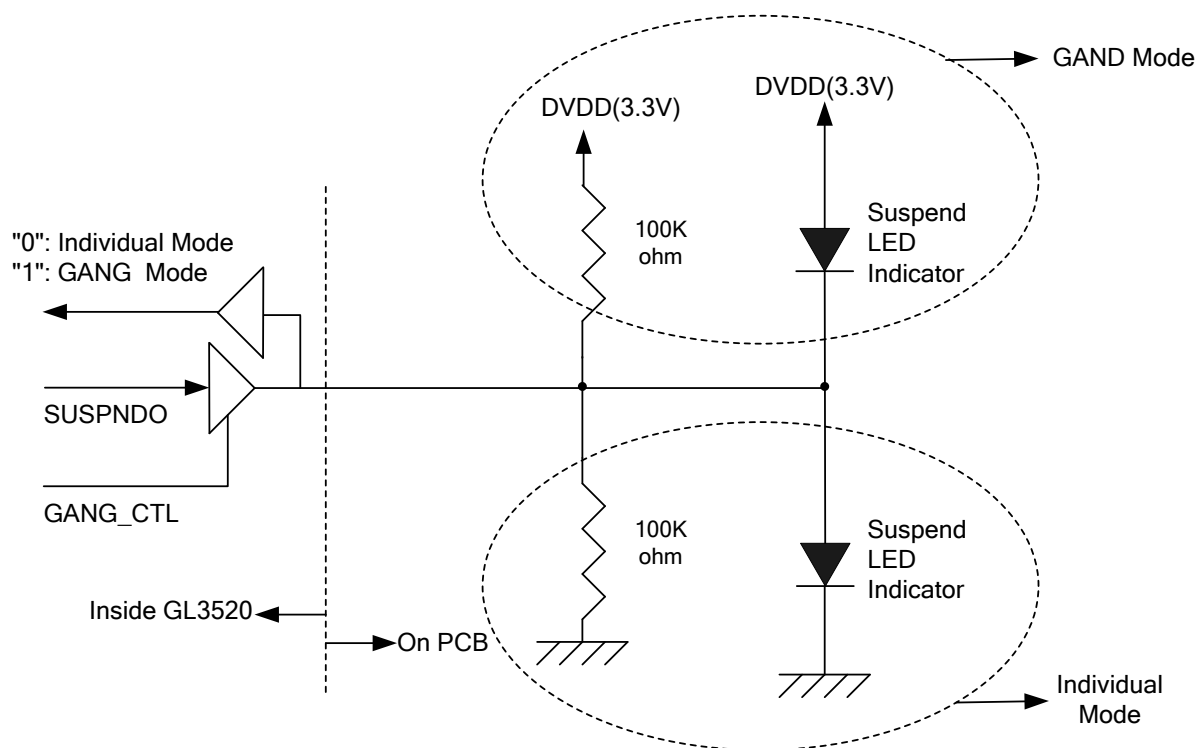 GAND Mode
DVDD(3.3V)
DVDD(3.3V)
"0": Individual Mode
"1": GANG Mode
100K
ohm
Suspend
LED
Indicator
SUSPNDO
GANG_CTL
100K
ohm
Suspend
LED
Indicator
Inside GL3520
On PCB
Individual
Mode